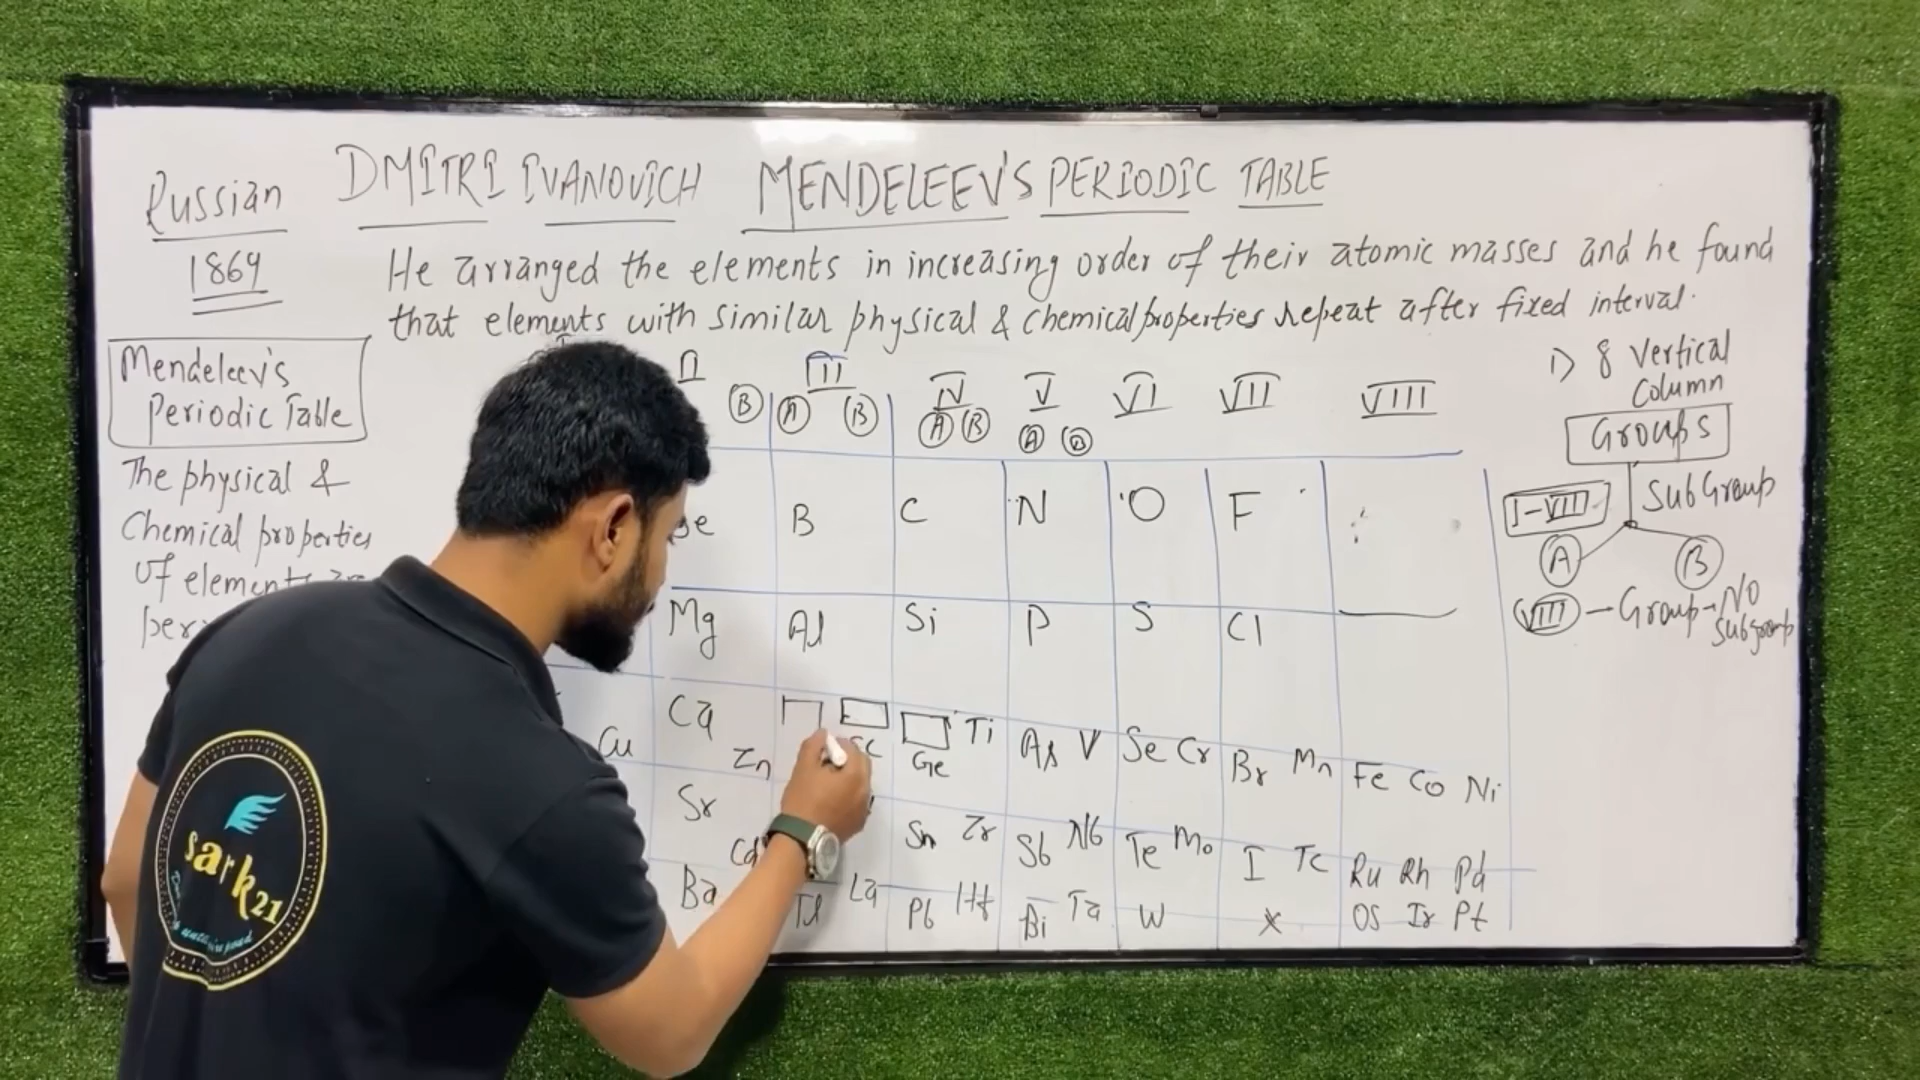 Russian
1869
DMITRI IVANOVICH MENDELEEV'S PERIODIC TABLE
He arranged the elements in increasing order of their atomic masses and he found
that elements with similar physical & chemical properties repeat after fixed interval.
Mendeleev's
Periodic Table
The physical &
Chemical properties
of elements are
II III IV V VI VII VIII
B A B A B A B
B C N O F
Mg Al Si P S Cl
Ca Ti As V Se Cr Br Mn Fe Co Ni
Cu Zn Sc Ge
Sr Sn Zr Sb Nb Te Mo I Tc Ru Rh Pd
Cd
Ba Tl La Pb Hf Bi Ta W X Os Ir Pt
1) 8 Vertical
Column
Groups
I-VII SubGroup
A B
VIII - Group - No
Subgroup
sark21